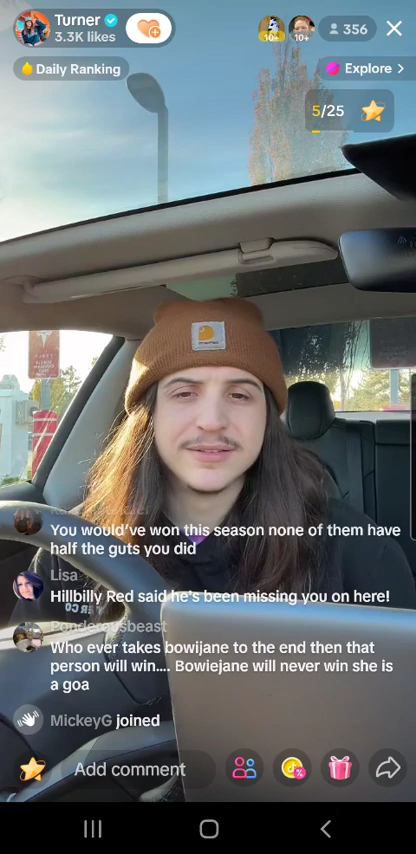 Turner
3.3K likes
10+
10+
356
Daily Ranking
Explore
5/25
You would've won this season none of them have
half the guts you did
Lisa
Hillbilly Red said he's been missing you on here!
Ponderousbeast
Who ever takes bowijane to the end then that
person will win.... Bowiejane will never win she is
a goa
MickeyG joined
Add comment